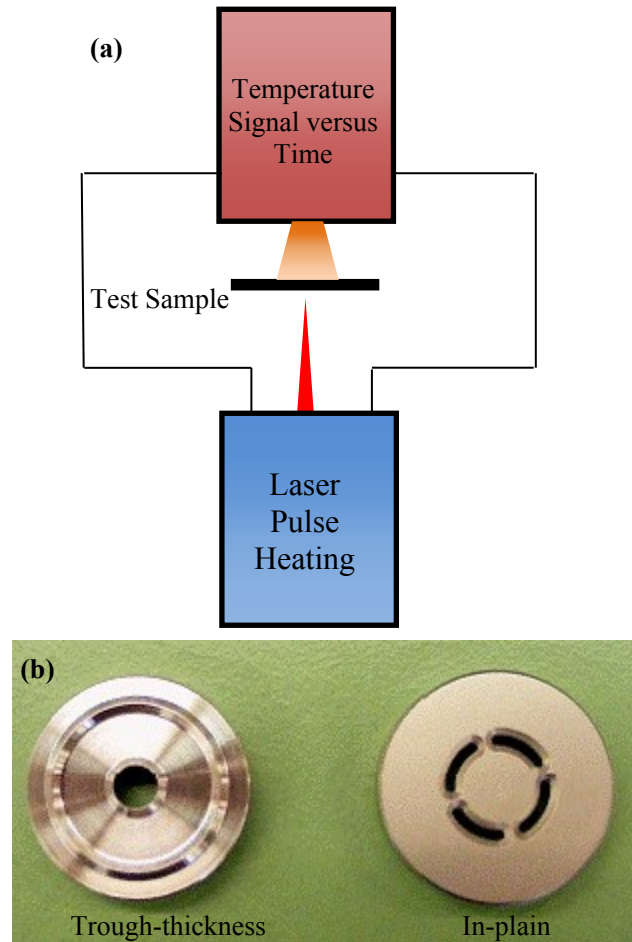 (a)
Temperature
Signal versus
Time
Test Sample
Laser
Pulse
Heating
(b)
Trough-thickness
In-plain